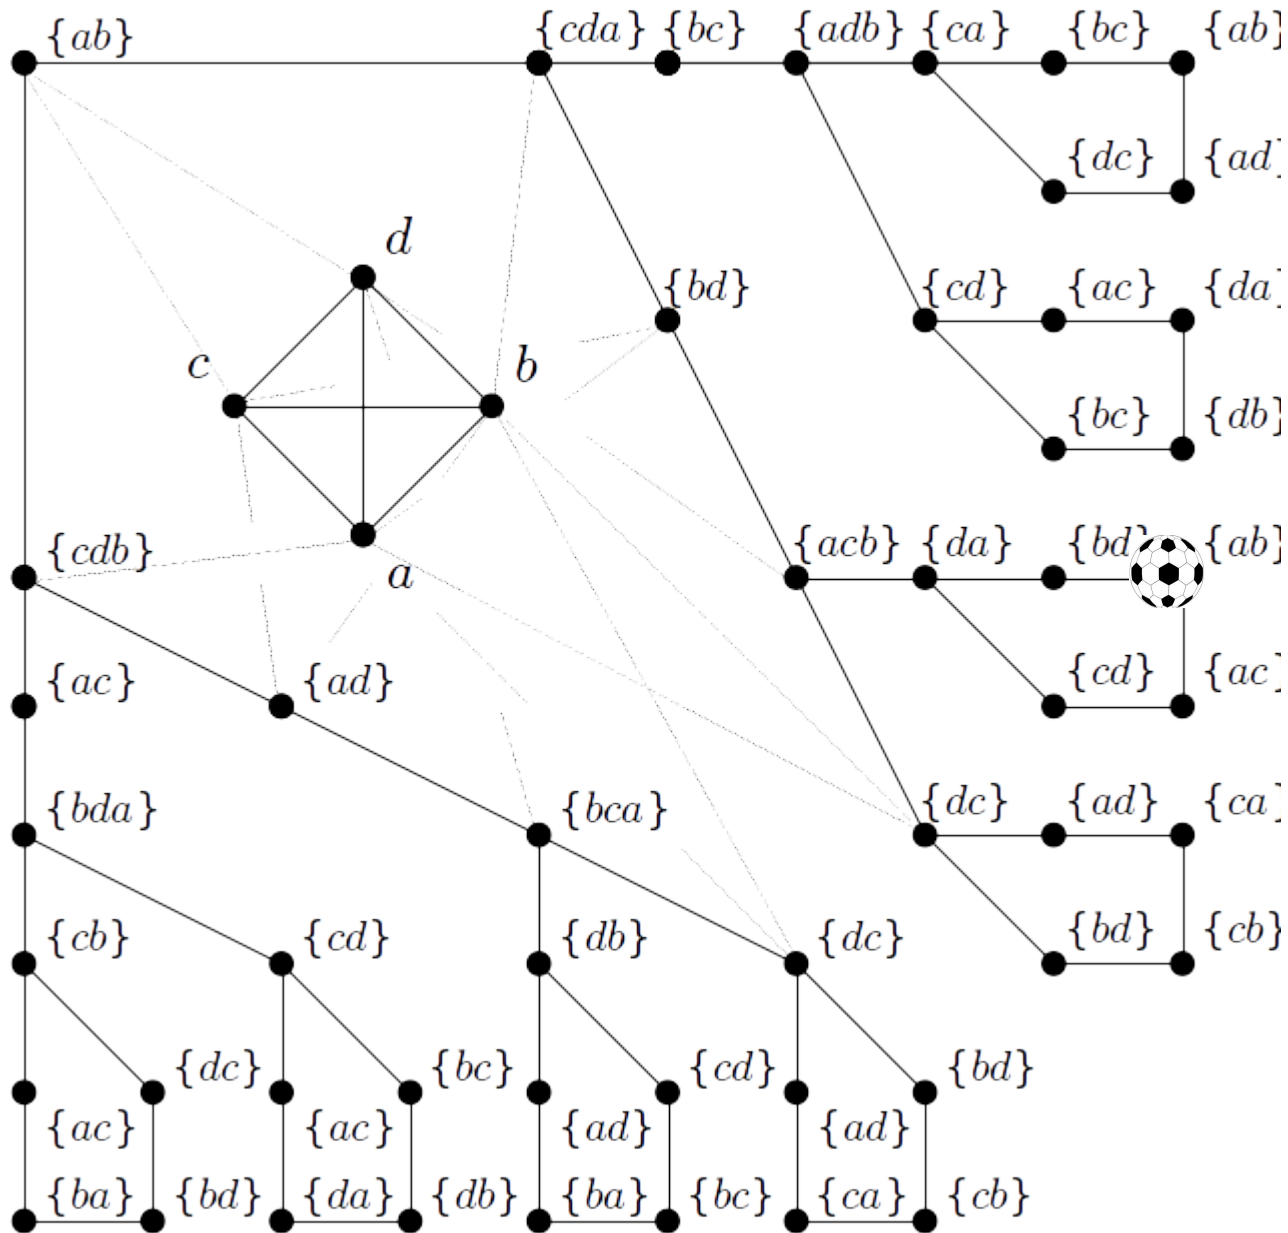 {ab} {cda} {bc} {adb} {ca} {bc} {ab}
{dc} {ad}
d
{bd} {cd} {ac} {da}
c b
{bc} {db}
{cdb} a {acb} {da} {bd} {ab}
{ac} {ad} {cd} {ac}
{bda} {bca} {dc} {ad} {ca}
{cb} {cd} {db} {dc} {bd} {cb}
{dc} {bc} {cd} {bd}
{ac} {ac} {ad} {ad}
{ba} {bd} {da} {db} {ba} {bc} {ca} {cb}